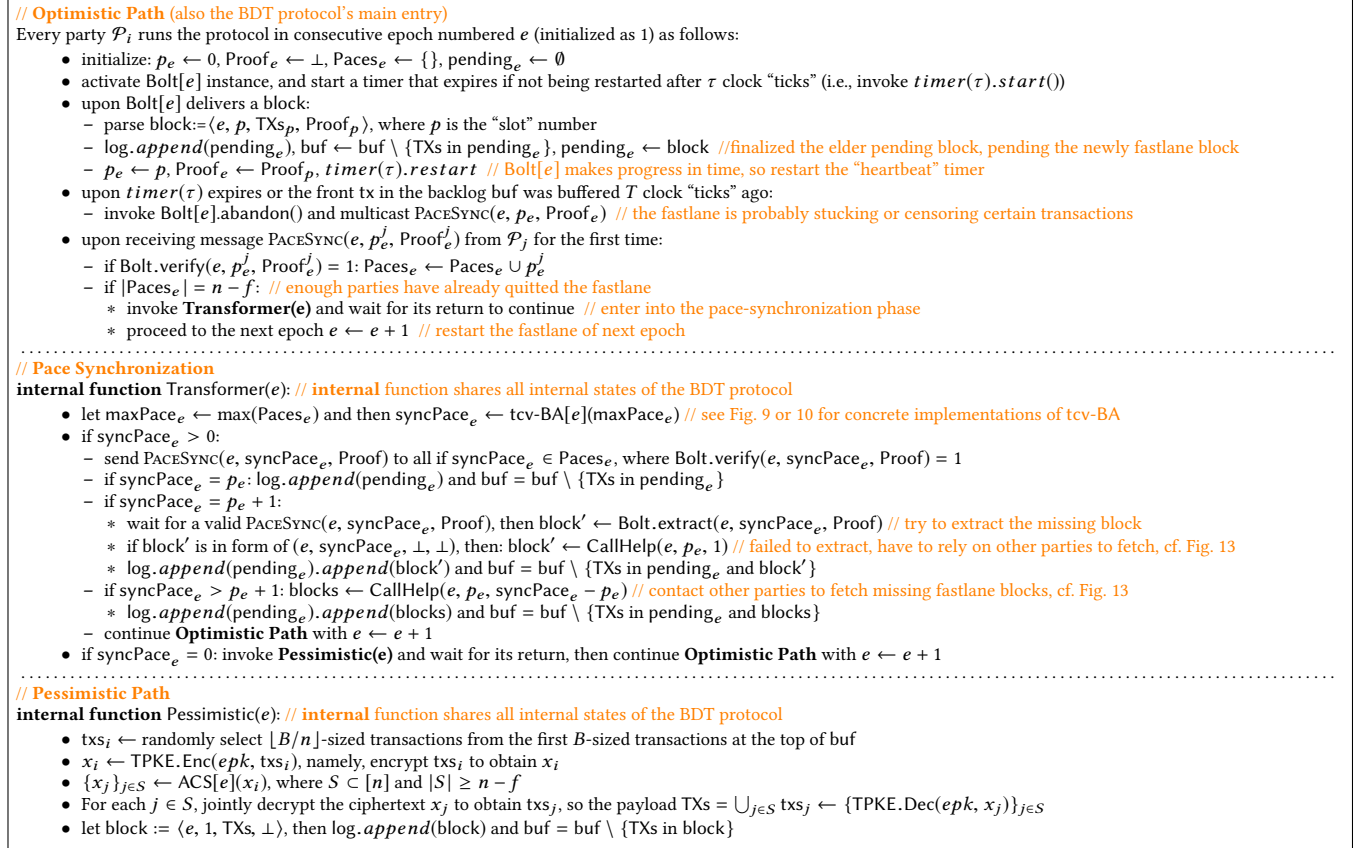 // Optimistic Path (also the BDT protocol's main entry)
Every party 𝒫ᵢ runs the protocol in consecutive epoch numbered e (initialized as 1) as follows:
• initialize: pₑ ← 0, Proofₑ ← ⊥, Pacesₑ ← {}, pendingₑ ← ∅
• activate Bolt[e] instance, and start a timer that expires if not being restarted after τ clock “ticks” (i.e., invoke timer(τ).start())
• upon Bolt[e] delivers a block:
– parse block:=⟨e, p, TXsₚ, Proofₚ⟩, where p is the “slot” number
– log.append(pendingₑ), buf ← buf \ {TXs in pendingₑ}, pendingₑ ← block //finalized the elder pending block, pending the newly fastlane block
– pₑ ← p, Proofₑ ← Proofₚ, timer(τ).restart // Bolt[e] makes progress in time, so restart the “heartbeat” timer
• upon timer(τ) expires or the front tx in the backlog buf was buffered T clock “ticks” ago:
– invoke Bolt[e].abandon() and multicast PaceSync(e, pₑ, Proofₑ) // the fastlane is probably stucking or censoring certain transactions
• upon receiving message PaceSync(e, pₑʲ, Proofₑʲ) from 𝒫ⱼ for the first time:
– if Bolt.verify(e, pₑʲ, Proofₑʲ) = 1: Pacesₑ ← Pacesₑ ∪ pₑʲ
– if |Pacesₑ| = n − f: // enough parties have already quitted the fastlane
∗ invoke Transformer(e) and wait for its return to continue // enter into the pace-synchronization phase
∗ proceed to the next epoch e ← e + 1 // restart the fastlane of next epoch
// Pace Synchronization
internal function Transformer(e): // internal function shares all internal states of the BDT protocol
• let maxPaceₑ ← max(Pacesₑ) and then syncPaceₑ ← tcv-BA[e](maxPaceₑ) // see Fig. 9 or 10 for concrete implementations of tcv-BA
• if syncPaceₑ > 0:
– send PaceSync(e, syncPaceₑ, Proof) to all if syncPaceₑ ∈ Pacesₑ, where Bolt.verify(e, syncPaceₑ, Proof) = 1
– if syncPaceₑ = pₑ: log.append(pendingₑ) and buf = buf \ {TXs in pendingₑ}
– if syncPaceₑ = pₑ + 1:
∗ wait for a valid PaceSync(e, syncPaceₑ, Proof), then block′ ← Bolt.extract(e, syncPaceₑ, Proof) // try to extract the missing block
∗ if block′ is in form of (e, syncPaceₑ, ⊥, ⊥), then: block′ ← CallHelp(e, pₑ, 1) // failed to extract, have to rely on other parties to fetch, cf. Fig. 13
∗ log.append(pendingₑ).append(block′) and buf = buf \ {TXs in pendingₑ and block′}
– if syncPaceₑ > pₑ + 1: blocks ← CallHelp(e, pₑ, syncPaceₑ − pₑ) // contact other parties to fetch missing fastlane blocks, cf. Fig. 13
∗ log.append(pendingₑ).append(blocks) and buf = buf \ {TXs in pendingₑ and blocks}
– continue Optimistic Path with e ← e + 1
• if syncPaceₑ = 0: invoke Pessimistic(e) and wait for its return, then continue Optimistic Path with e ← e + 1
// Pessimistic Path
internal function Pessimistic(e): // internal function shares all internal states of the BDT protocol
• txsᵢ ← randomly select ⌊B/n⌋-sized transactions from the first B-sized transactions at the top of buf
• xᵢ ← TPKE.Enc(epk, txsᵢ), namely, encrypt txsᵢ to obtain xᵢ
• {xⱼ}_{j∈S} ← ACS[e](xᵢ), where S ⊂ [n] and |S| ≥ n − f
• For each j ∈ S, jointly decrypt the ciphertext xⱼ to obtain txsⱼ, so the payload TXs = ⋃_{j∈S} txsⱼ ← {TPKE.Dec(epk, xⱼ)}_{j∈S}
• let block := ⟨e, 1, TXs, ⊥⟩, then log.append(block) and buf = buf \ {TXs in block}